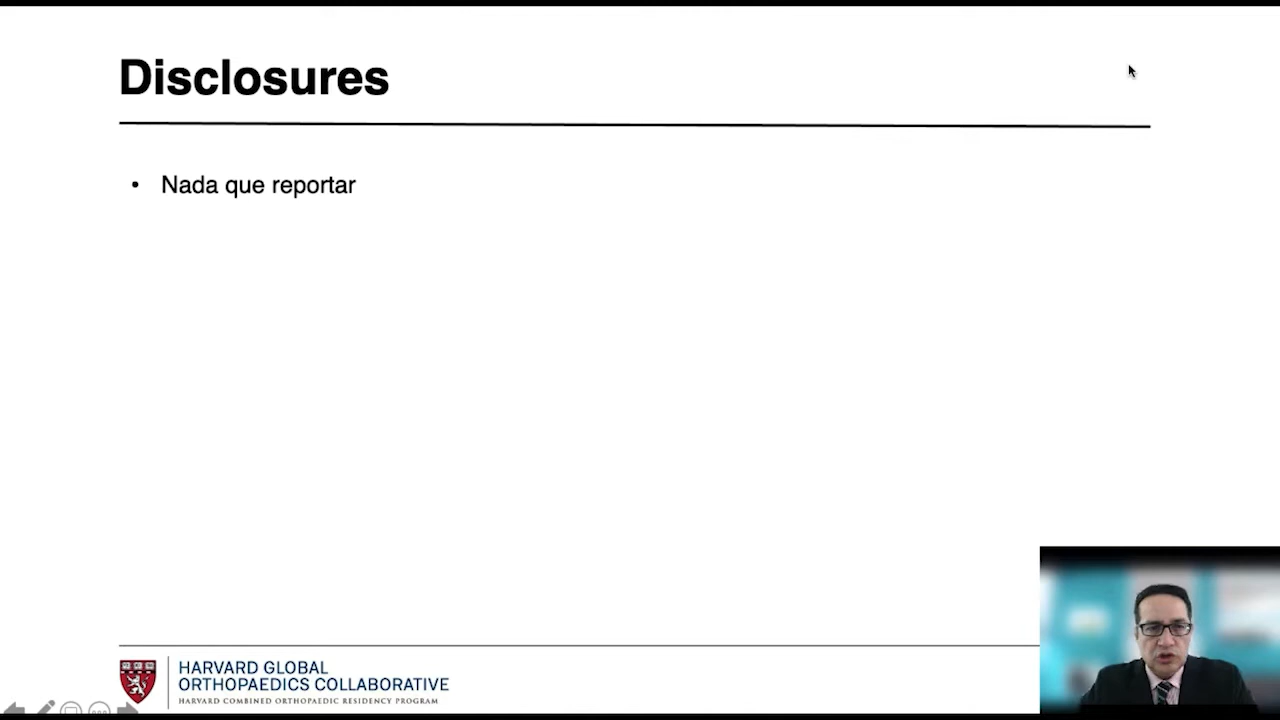 Disclosures
• Nada que reportar
HARVARD GLOBAL
ORTHOPAEDICS COLLABORATIVE
HARVARD COMBINED ORTHOPAEDIC RESIDENCY PROGRAM